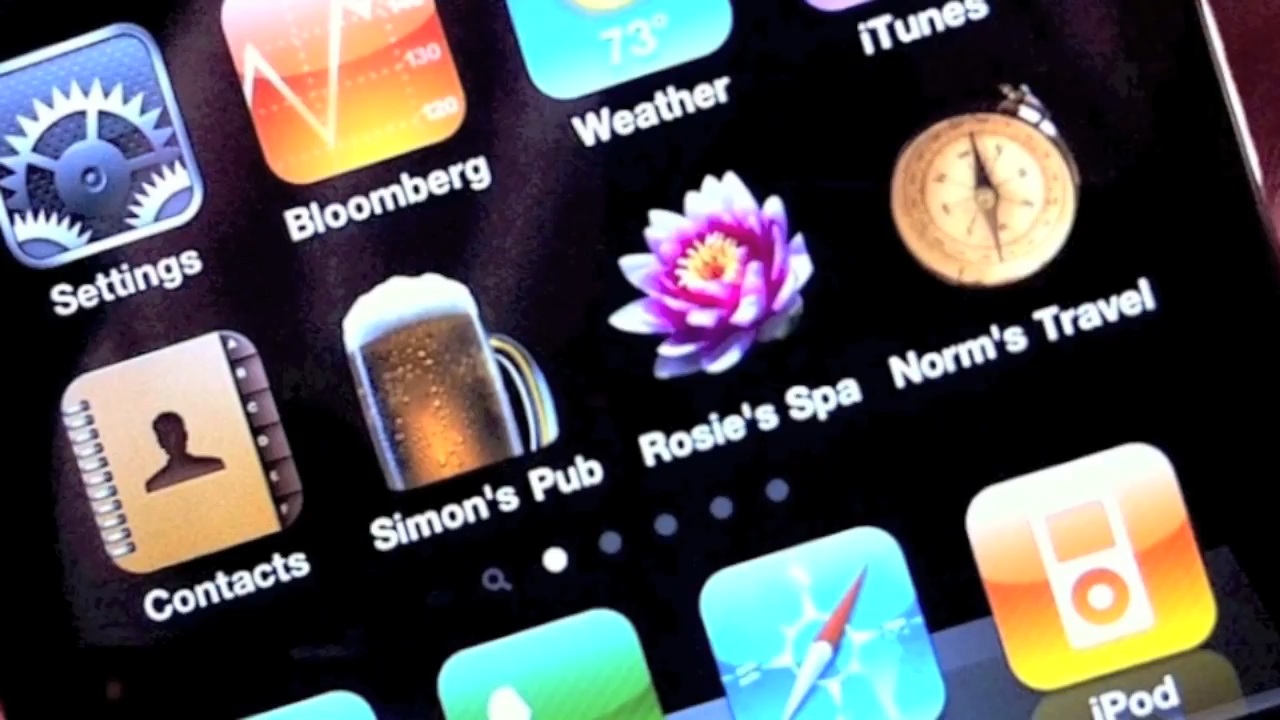 130
120
73°
iTunes
Weather
Bloomberg
Settings
Norm's Travel
Rosie's Spa
Simon's Pub
Contacts
iPod